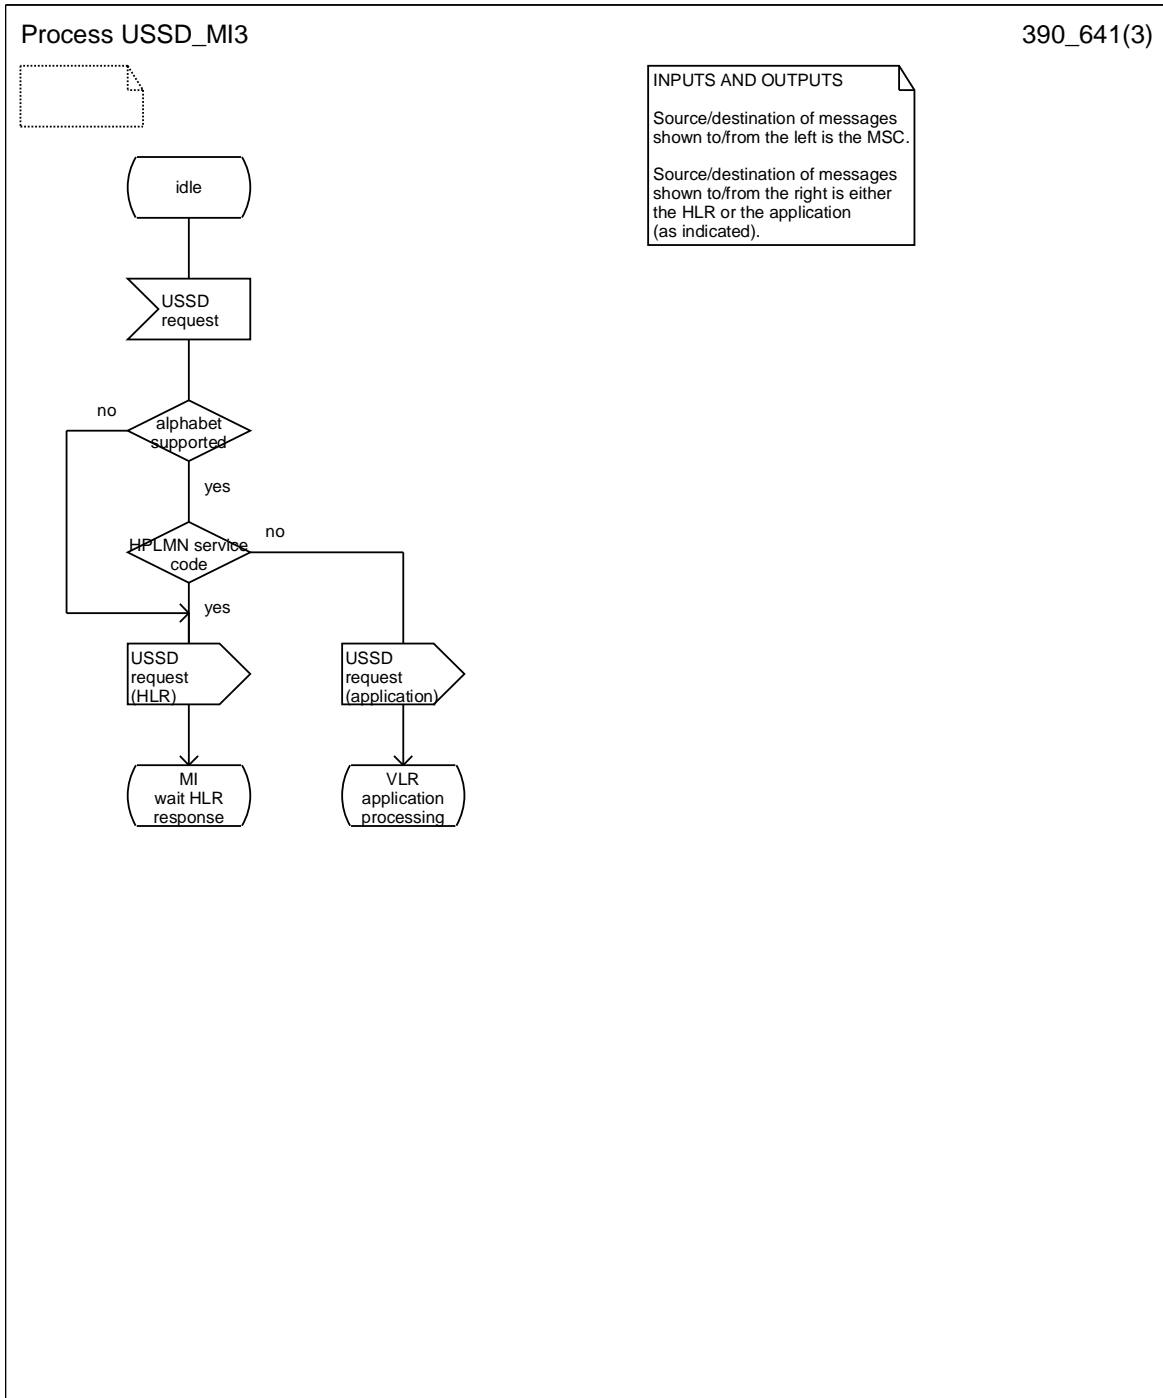 Process USSD_MI3
390_641(3)
INPUTS AND OUTPUTS
Source/destination of messages
shown to/from the left is the MSC.
Source/destination of messages
shown to/from the right is either
the HLR or the application
(as indicated).
idle
USSD
request
no
alphabet
supported
yes
no
HPLMN service
code
yes
USSD
request
(HLR)
USSD
request
(application)
MI
wait HLR
response
VLR
application
processing